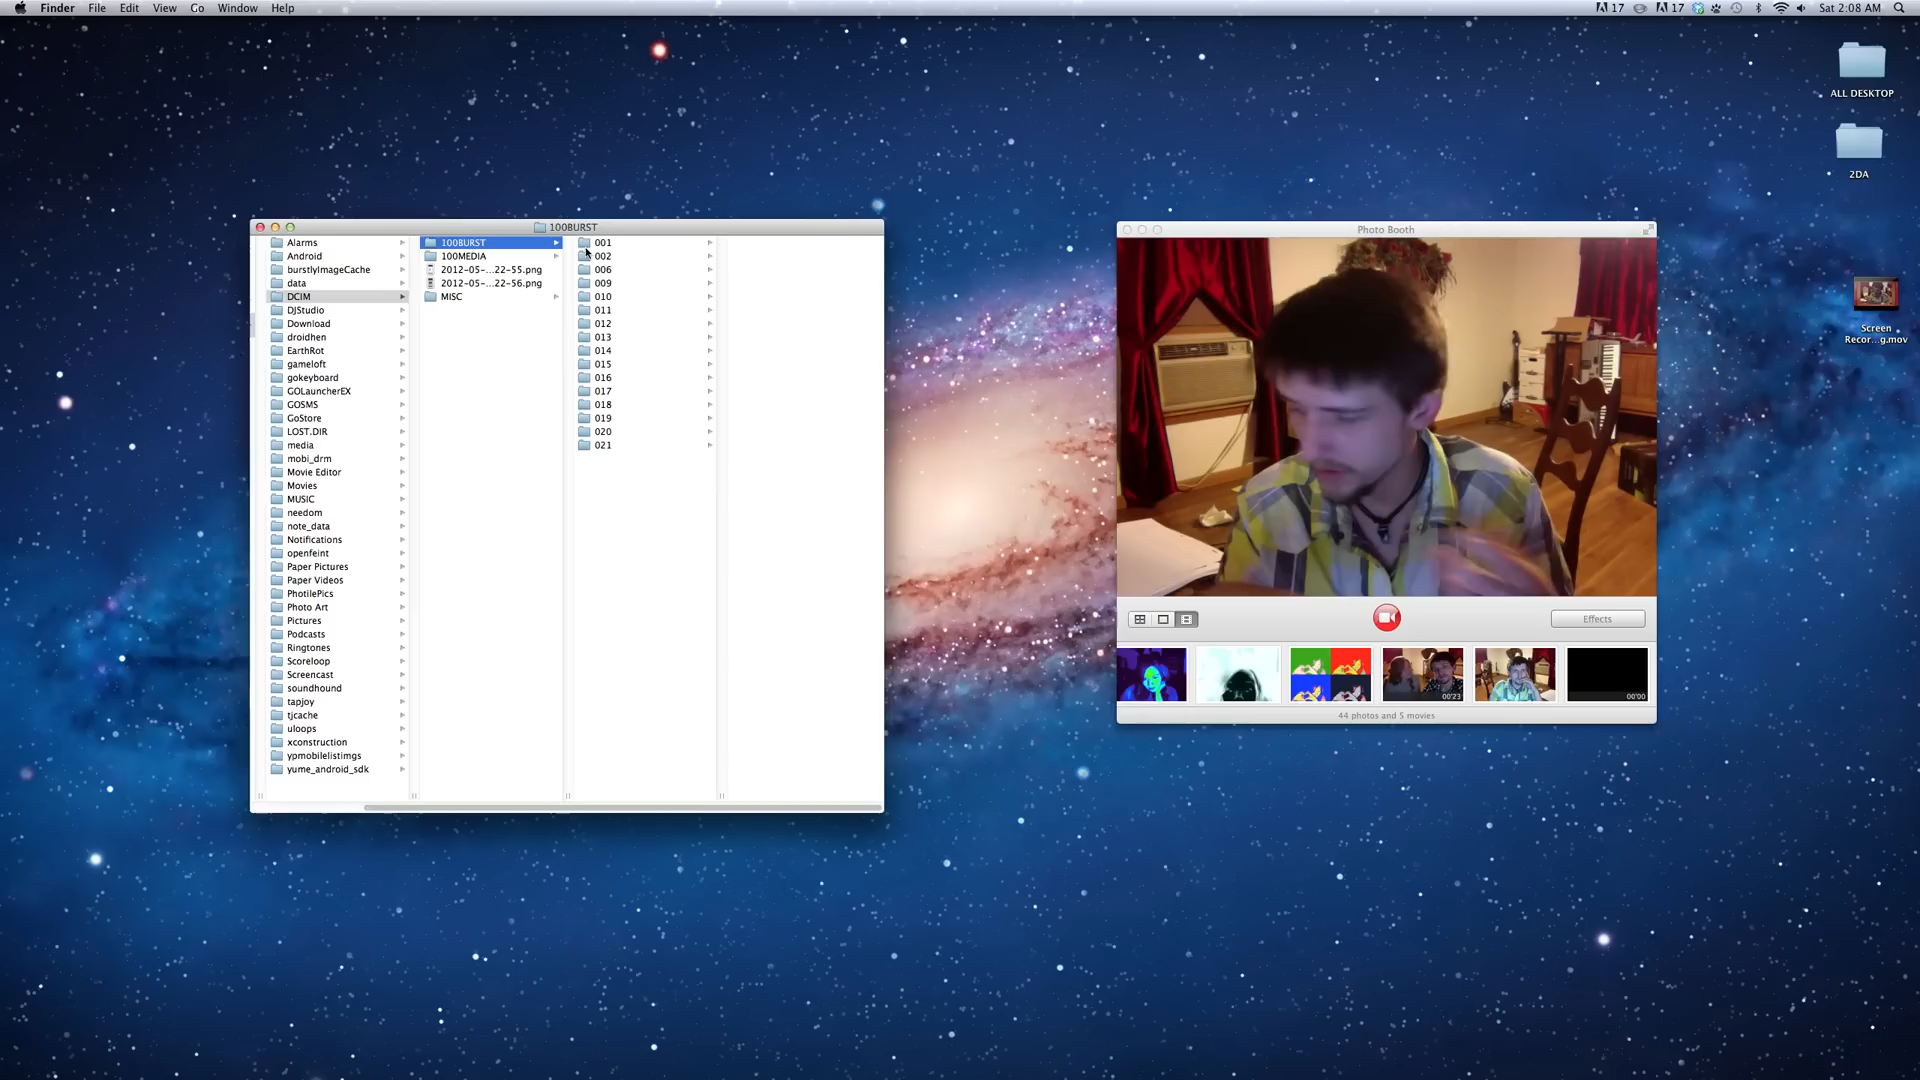 Finder File Edit View Go Window Help
17 17 Sat 2:08 AM
ALL DESKTOP
2DA
Screen
Recor...g.mov
100BURST
Alarms
Android
burstlyImageCache
data
DCIM
DJStudio
Download
droidhen
EarthRot
gameloft
gokeyboard
GOLauncherEX
GOSMS
GoStore
LOST.DIR
media
mobi_drm
Movie Editor
Movies
MUSIC
needom
note_data
Notifications
openfeint
Paper Pictures
Paper Videos
PhotilePics
Photo Art
Pictures
Podcasts
Ringtones
Scoreloop
Screencast
soundhound
tapjoy
tjcache
uloops
xconstruction
ypmobilelistimgs
yume_android_sdk
100BURST
100MEDIA
2012-05-...22-55.png
2012-05-...22-56.png
MISC
001
002
006
009
010
011
012
013
014
015
016
017
018
019
020
021
Photo Booth
Effects
00'23
00'00
44 photos and 5 movies